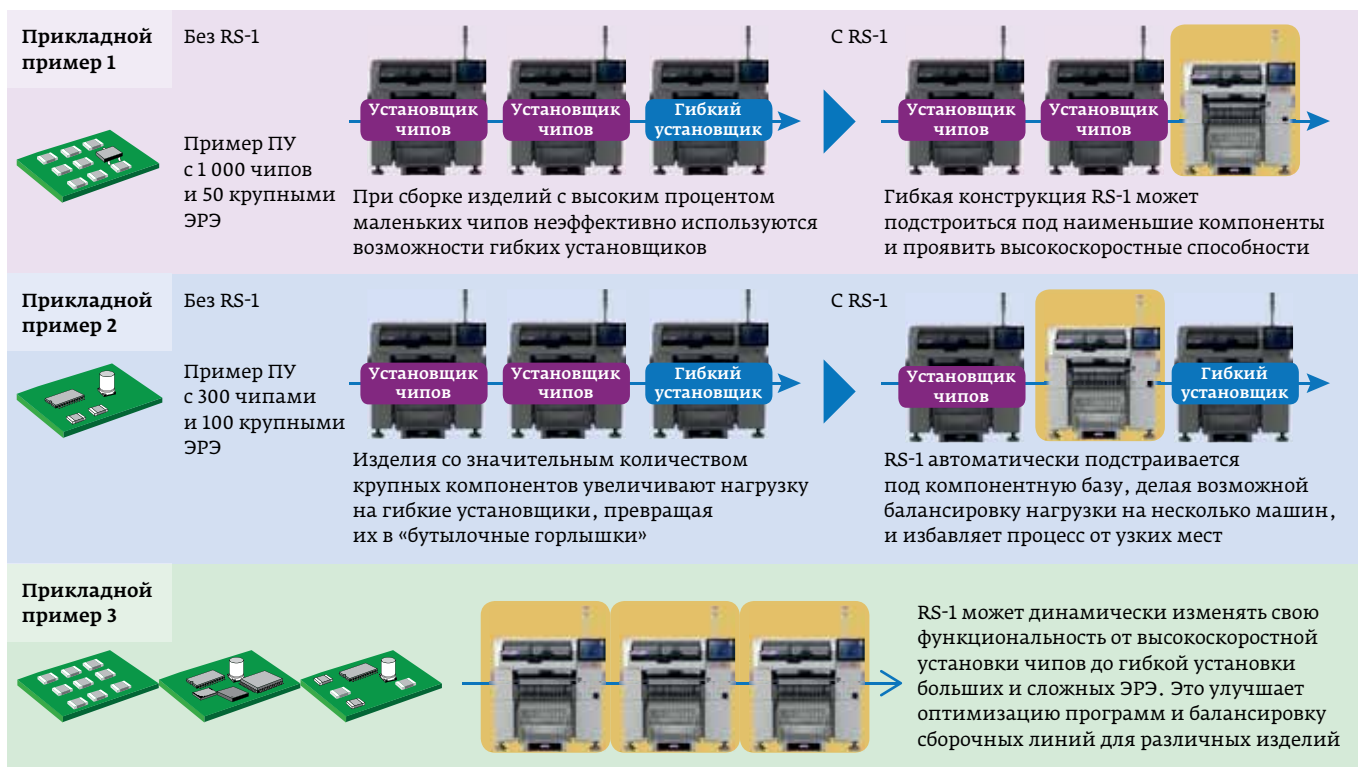 Прикладной
пример 1
Без RS-1
Пример ПУ
с 1 000 чипов
и 50 крупными
ЭРЭ
Установщик
чипов
Установщик
чипов
Гибкий
установщик
При сборке изделий с высоким процентом
маленьких чипов неэффективно используются
возможности гибких установщиков
С RS-1
Установщик
чипов
Установщик
чипов
Гибкая конструкция RS-1 может
подстроиться под наименьшие компоненты
и проявить высокоскоростные способности
Прикладной
пример 2
Без RS-1
Пример ПУ
с 300 чипами
и 100 крупными
ЭРЭ
Установщик
чипов
Установщик
чипов
Гибкий
установщик
Изделия со значительным количеством
крупных компонентов увеличивают нагрузку
на гибкие установщики, превращая
их в «бутылочные горлышки»
С RS-1
Установщик
чипов
Гибкий
установщик
RS-1 автоматически подстраивается
под компонентную базу, делая возможной
балансировку нагрузки на несколько машин,
и избавляет процесс от узких мест
Прикладной
пример 3
RS-1 может динамически изменять свою
функциональность от высокоскоростной
установки чипов до гибкой установки
больших и сложных ЭРЭ. Это улучшает
оптимизацию программ и балансировку
сборочных линий для различных изделий